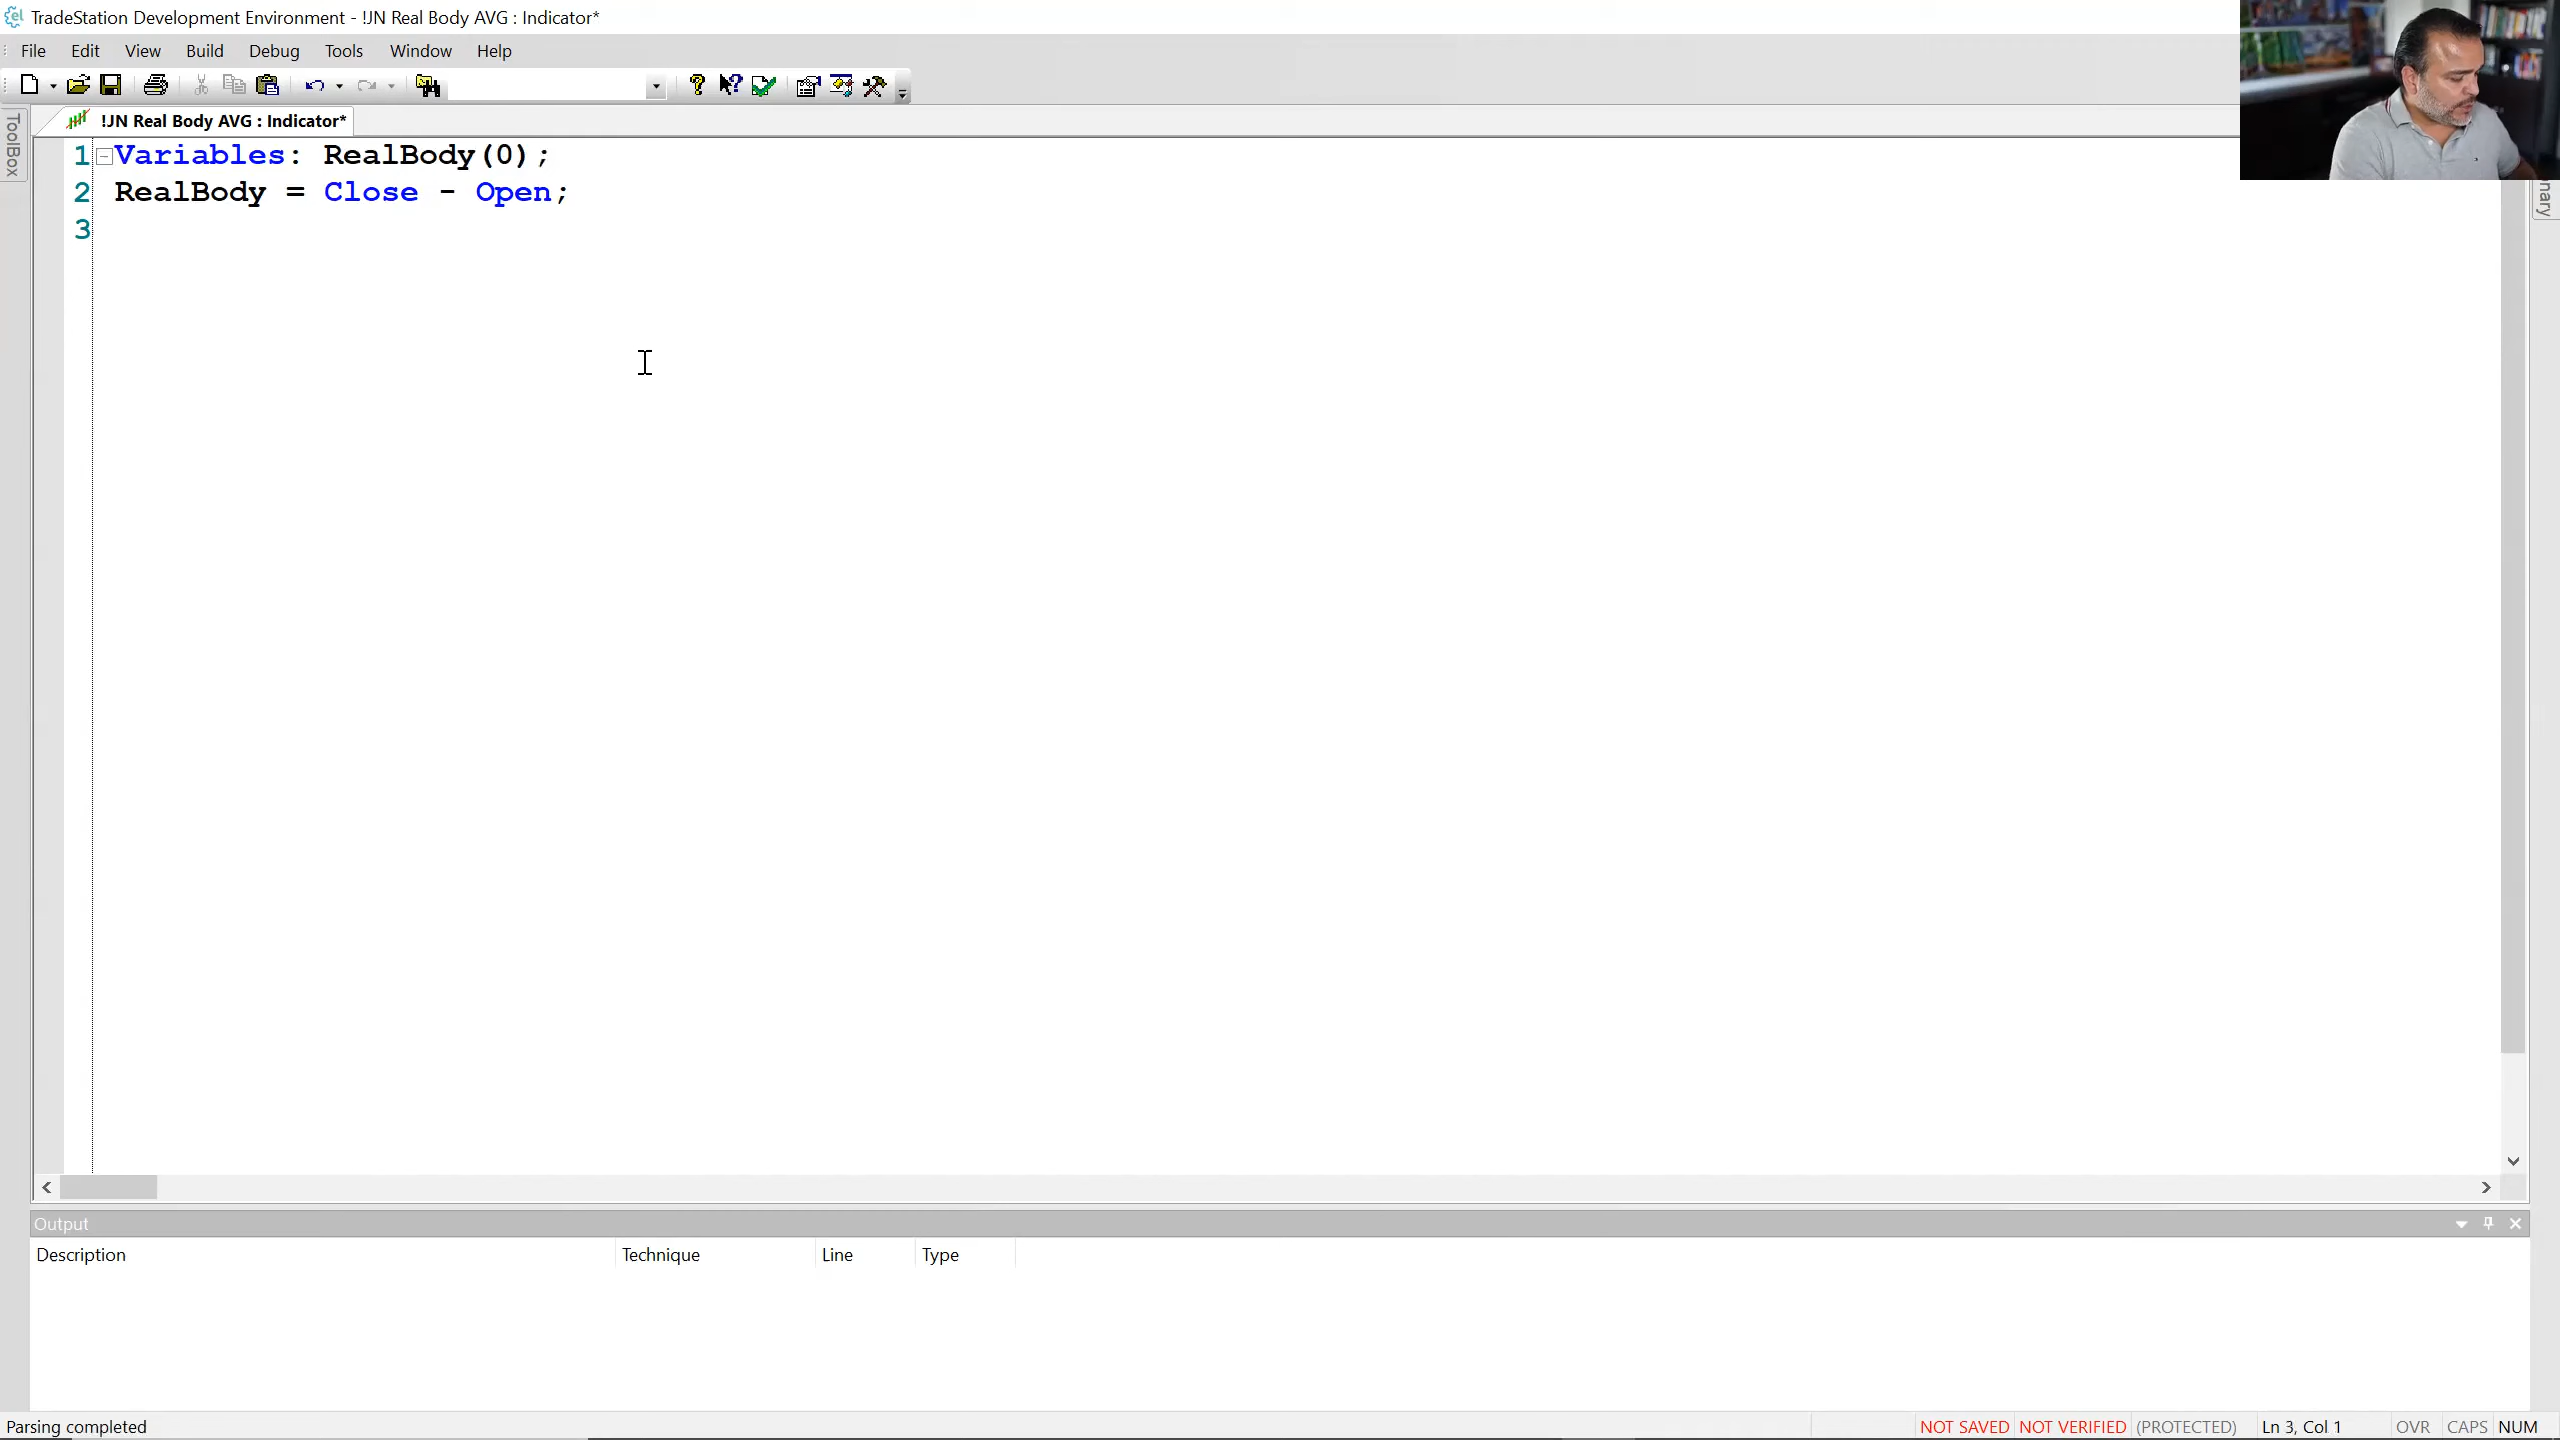 TradeStation Development Environment - !JN Real Body AVG : Indicator*
File Edit View Build Debug Tools Window Help
!JN Real Body AVG : Indicator*
ToolBox
1 Variables: RealBody(0);
2 RealBody = Close - Open;
3
nary
Output
Description Technique Line Type
Parsing completed NOT SAVED NOT VERIFIED (PROTECTED) Ln 3, Col 1 OVR CAPS NUM